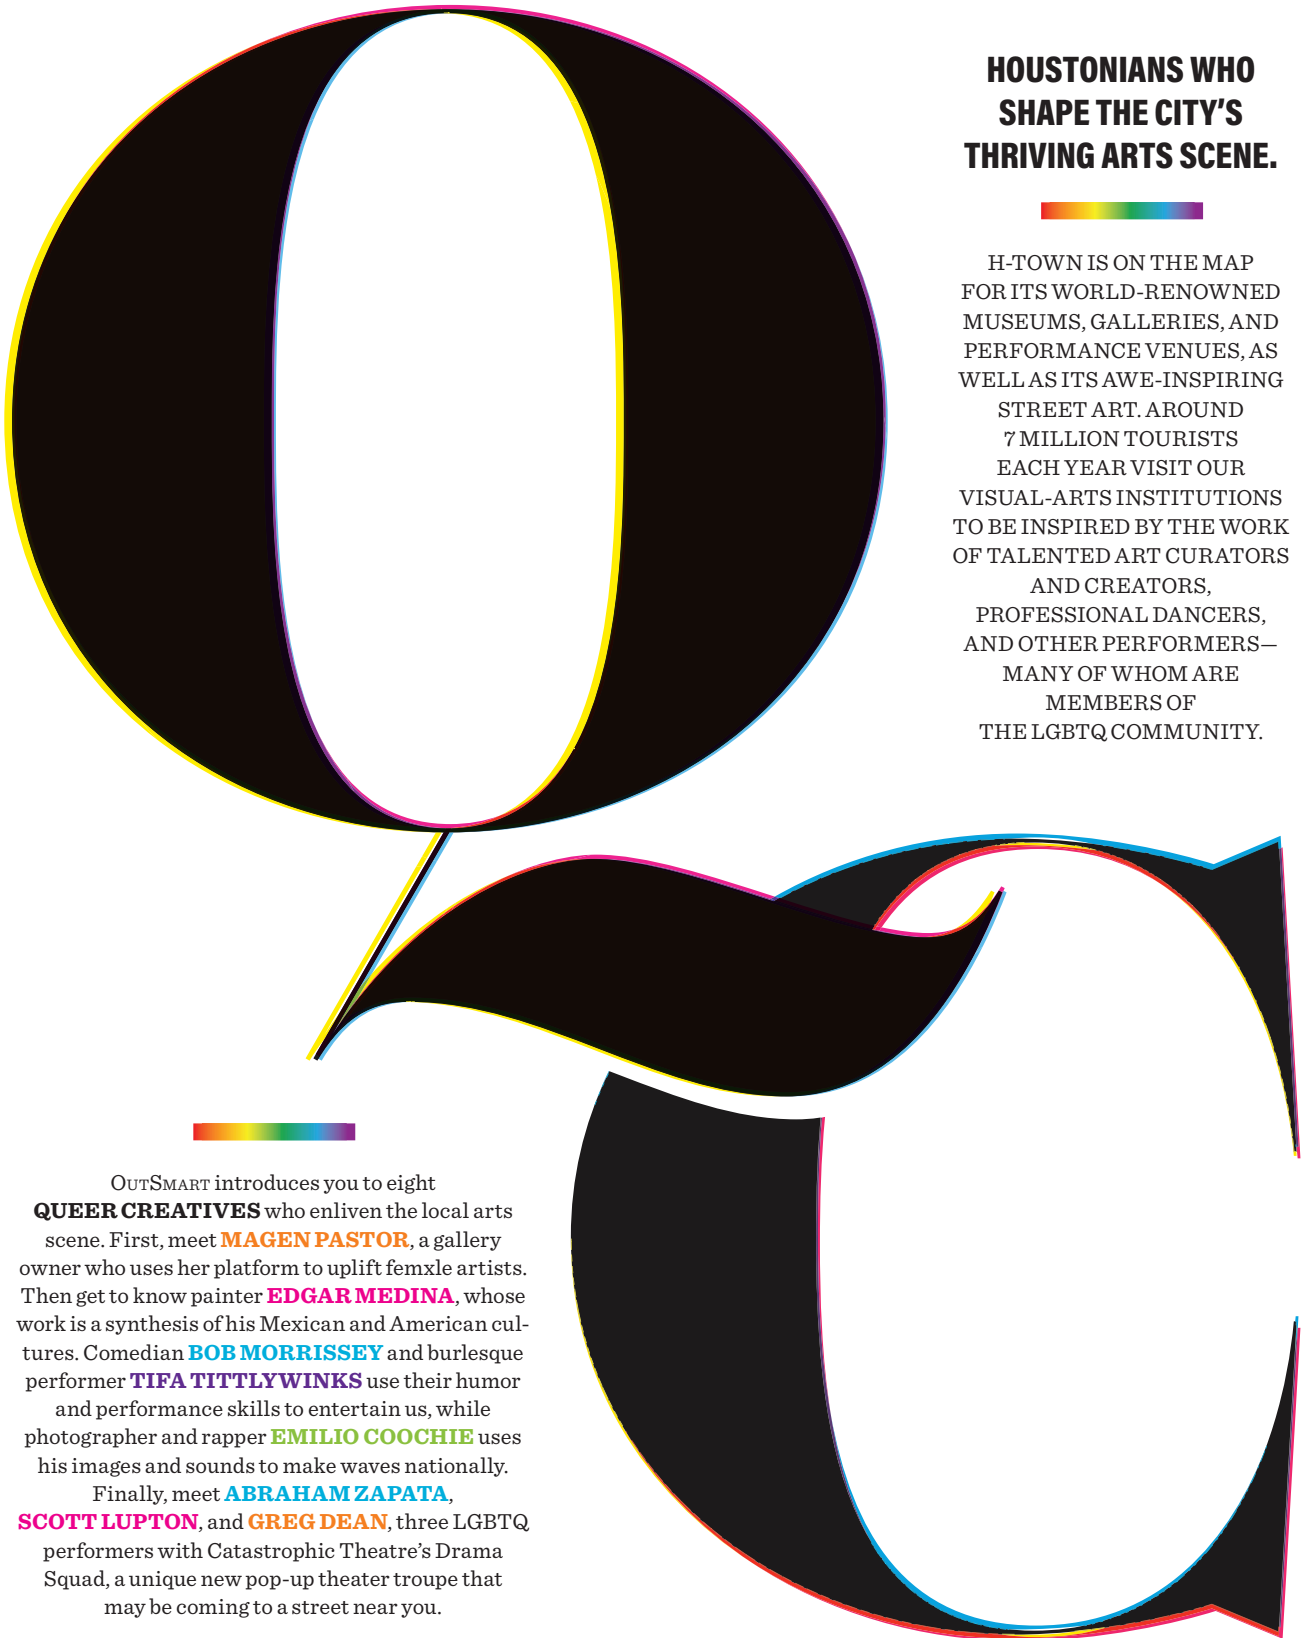 Q
HOUSTONIANS WHO
SHAPE THE CITY'S
THRIVING ARTS SCENE.
H-TOWN IS ON THE MAP
FOR ITS WORLD-RENOWNED
MUSEUMS, GALLERIES, AND
PERFORMANCE VENUES, AS
WELL AS ITS AWE-INSPIRING
STREET ART. AROUND
7 MILLION TOURISTS
EACH YEAR VISIT OUR
VISUAL-ARTS INSTITUTIONS
TO BE INSPIRED BY THE WORK
OF TALENTED ART CURATORS
AND CREATORS,
PROFESSIONAL DANCERS,
AND OTHER PERFORMERS—
MANY OF WHOM ARE
MEMBERS OF
THE LGBTQ COMMUNITY.
C
OUTSMART introduces you to eight
QUEER CREATIVES who enliven the local arts
scene. First, meet MAGEN PASTOR, a gallery
owner who uses her platform to uplift femxle artists.
Then get to know painter EDGAR MEDINA, whose
work is a synthesis of his Mexican and American cul-
tures. Comedian BOB MORRISSEY and burlesque
performer TIFA TITTLYWINKS use their humor
and performance skills to entertain us, while
photographer and rapper EMILIO COOCHIE uses
his images and sounds to make waves nationally.
Finally, meet ABRAHAM ZAPATA,
SCOTT LUPTON, and GREG DEAN, three LGBTQ
performers with Catastrophic Theatre's Drama
Squad, a unique new pop-up theater troupe that
may be coming to a street near you.